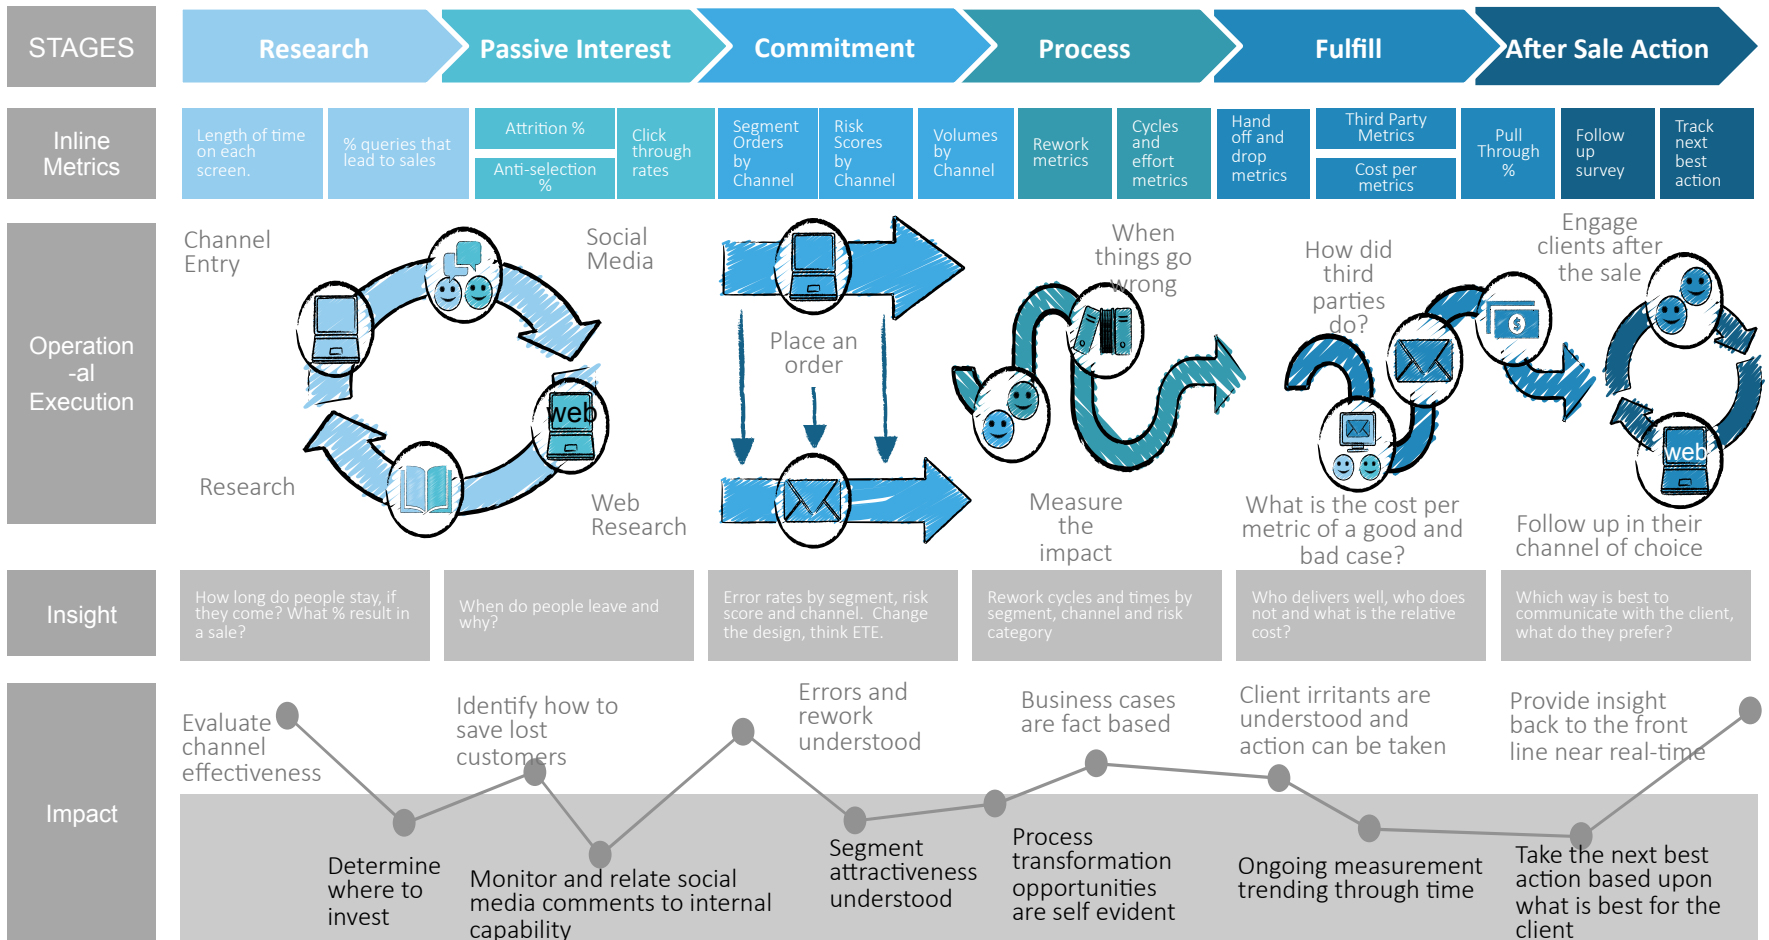 STAGES
Research
Passive Interest
Commitment
Process
Fulfill
After Sale Action
Inline
Metrics
Length of time
on each
screen.
% queries that
lead to sales
Attrition %
Anti-selection
%
Click
through
rates
Segment
Orders
by
Channel
Risk
Scores
by
Channel
Volumes
by
Channel
Rework
metrics
Cycles
and
effort
metrics
Hand
off and
drop
metrics
Third Party
Metrics
Cost per
metrics
Pull
Through
%
Follow
up
survey
Track
next
best
action
Operation
-al
Execution
Channel
Entry
Social
Media
web
Research
Web
Research
Place an
order
When
things go
wrong
Measure
the
impact
How did
third
parties
do?
$
What is the cost per
metric of a good and
bad case?
Engage
clients after
the sale
web
Follow up in their
channel of choice
Insight
How long do people stay, if
they come? What % result in
a sale?
When do people leave and
why?
Error rates by segment, risk
score and channel. Change
the design, think ETE.
Rework cycles and times by
segment, channel and risk
category
Who delivers well, who does
not and what is the relative
cost?
Which way is best to
communicate with the client,
what do they prefer?
Impact
Evaluate
channel
effectiveness
Determine
where to
invest
Identify how to
save lost
customers
Monitor and relate social
media comments to internal
capability
Errors and
rework
understood
Segment
attractiveness
understood
Business cases
are fact based
Process
transformation
opportunities
are self evident
Client irritants are
understood and
action can be taken
Ongoing measurement
trending through time
Provide insight
back to the front
line near real-time
Take the next best
action based upon
what is best for the
client